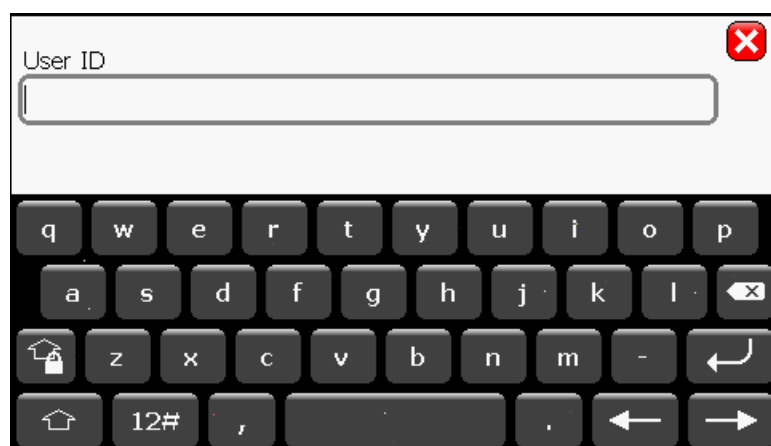 User ID
q w e r t y u i o p
a s d f g h j k l
z x c v b n m -
12# , .